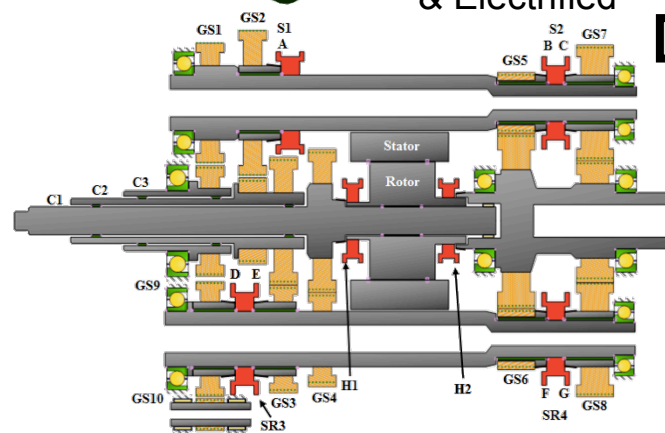 & Electrified
GS1
GS2
S1
A
S2
B C
GS7
GS5
Stator
Rotor
C1
C2
C3
GS9
D E
GS10
SR3
GS3
GS4
H1
H2
GS6
F G
SR4
GS8